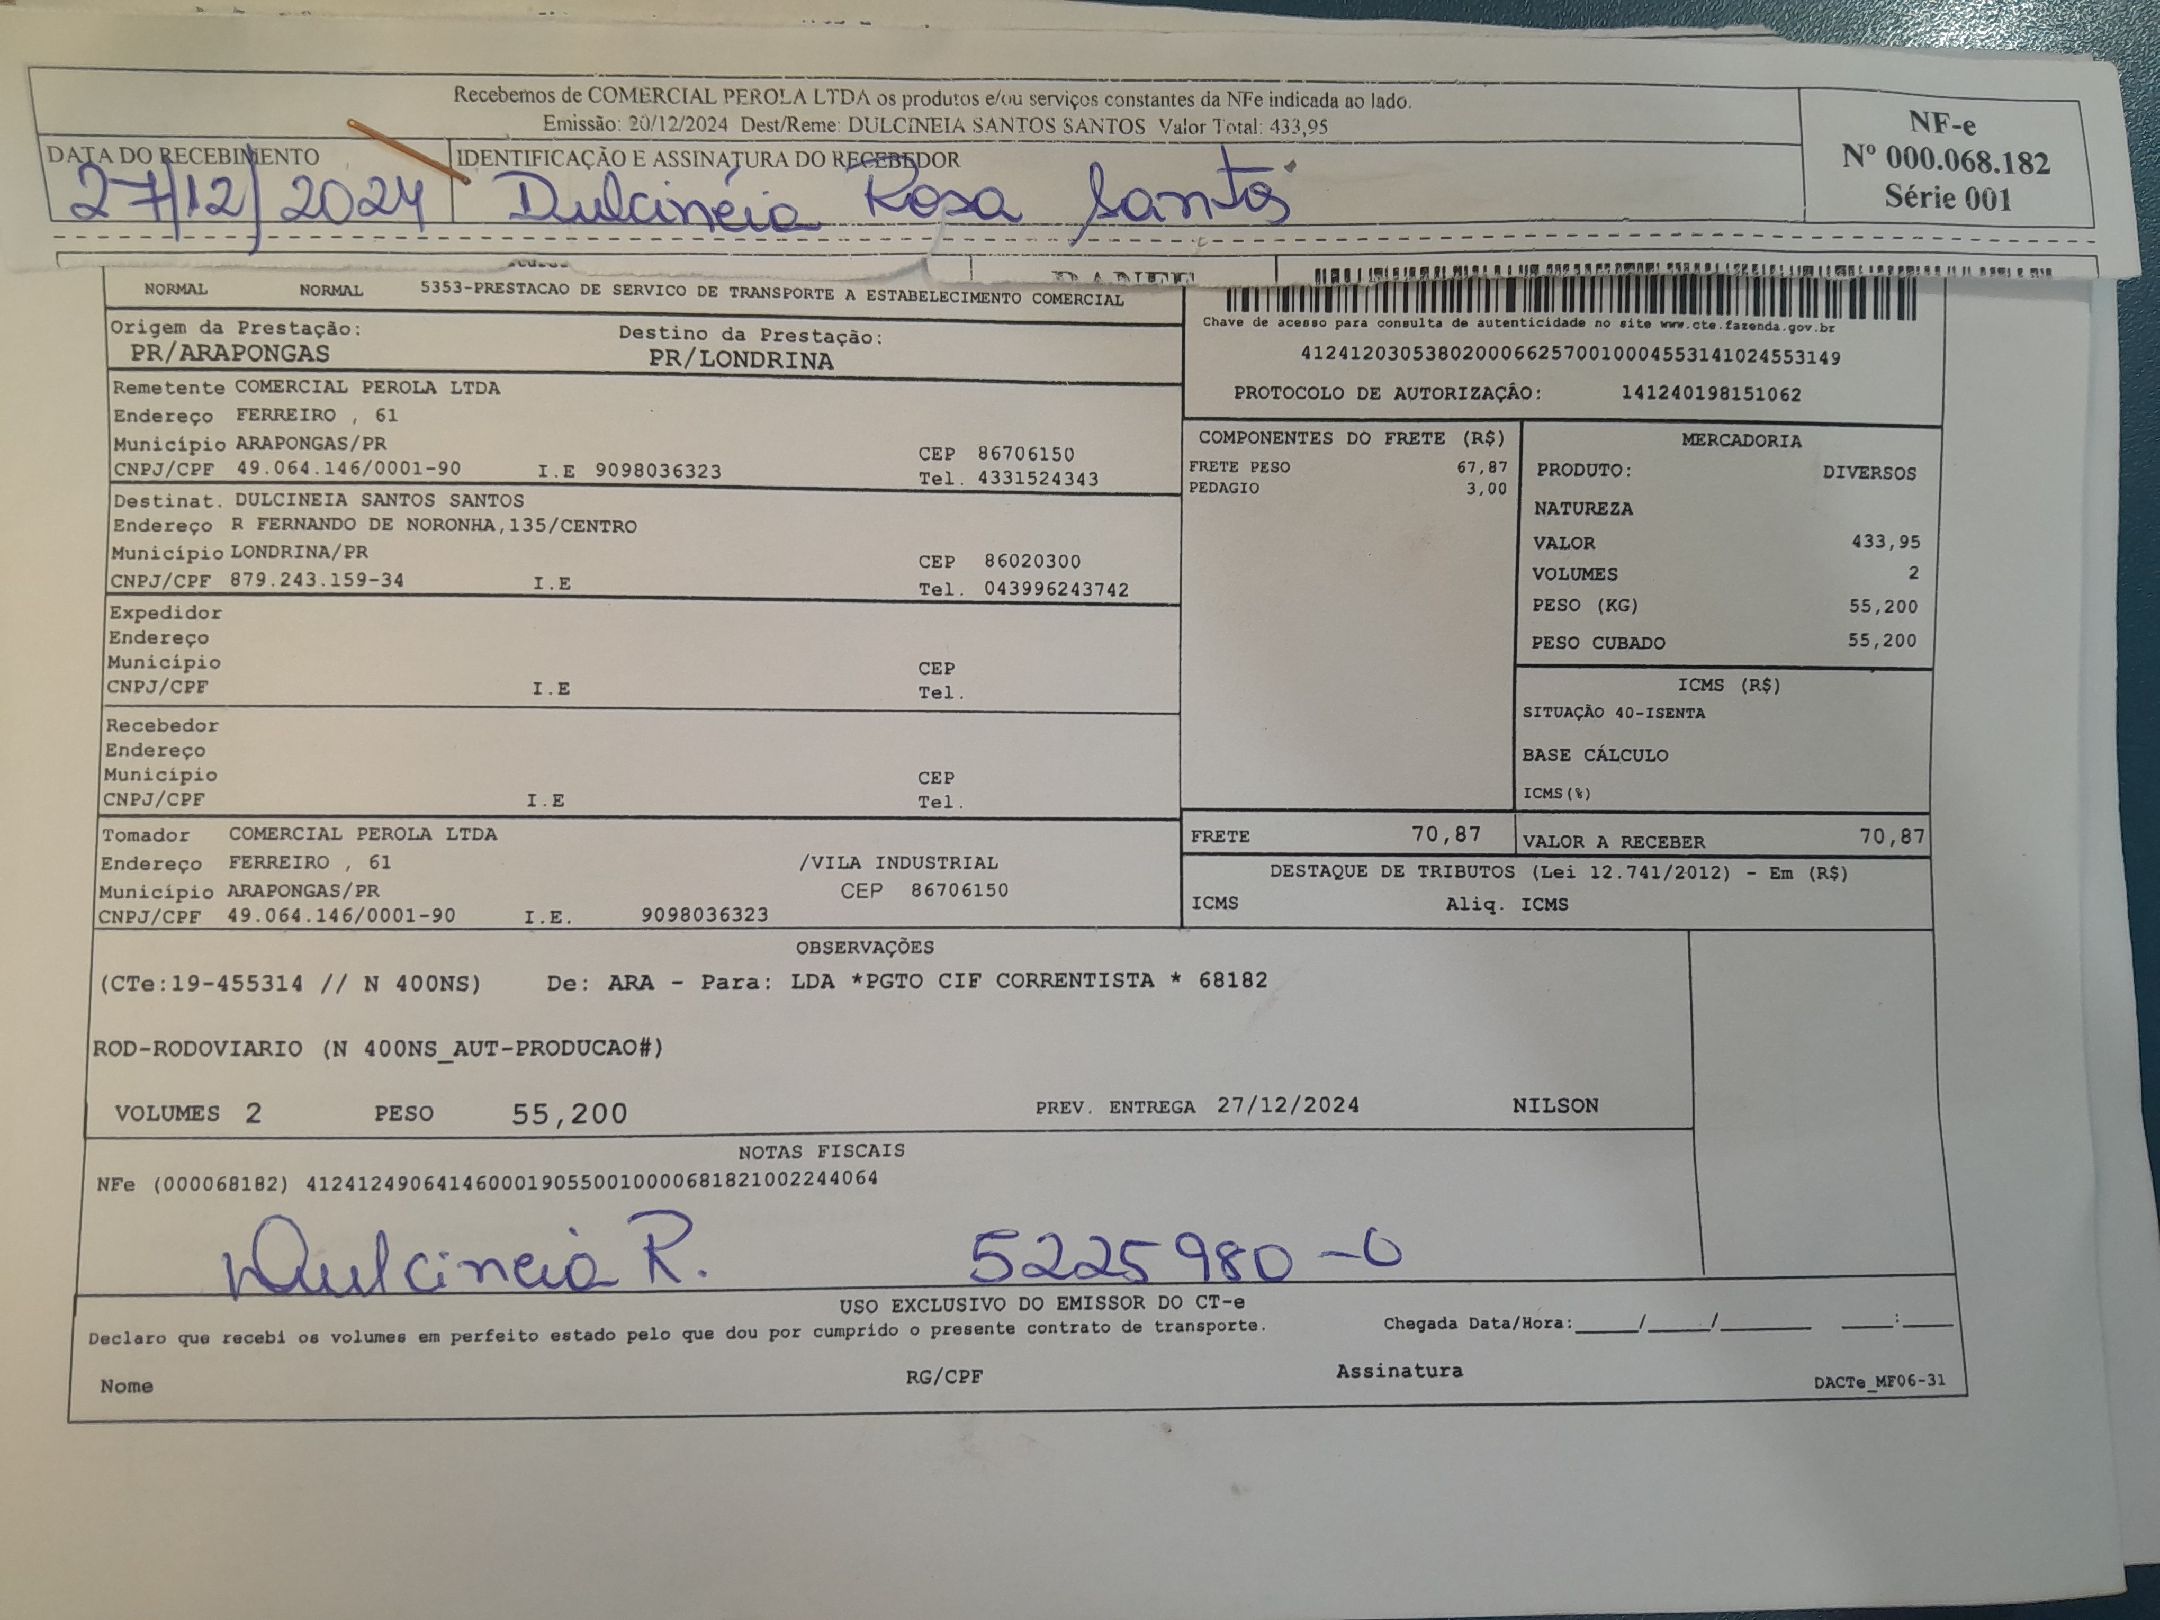 Recebemos de COMERCIAL PEROLA LTDA os produtos e/ou serviços constantes da NFe indicada ao lado.
Emissão: 20/12/2024 Dest/Reme: DULCINEIA SANTOS SANTOS Valor Total: 433,95
NF-e
Nº 000.068.182
Série 001
DATA DO RECEBIMENTO
27/12/2024
IDENTIFICAÇÃO E ASSINATURA DO RECEBEDOR
Dulcinéia Rosa Santos
NORMAL NORMAL 5353-PRESTACAO DE SERVICO DE TRANSPORTE A ESTABELECIMENTO COMERCIAL
Origem da Prestação: Destino da Prestação:
PR/ARAPONGAS PR/LONDRINA
Chave de acesso para consulta de autenticidade no site www.cte.fazenda.gov.br
41241203053802000662570010004553141024553149
PROTOCOLO DE AUTORIZAÇÃO: 141240198151062
Remetente COMERCIAL PEROLA LTDA
Endereço FERREIRO , 61
Município ARAPONGAS/PR CEP 86706150
CNPJ/CPF 49.064.146/0001-90 I.E 9098036323 Tel. 4331524343
Destinat. DULCINEIA SANTOS SANTOS
Endereço R FERNANDO DE NORONHA,135/CENTRO
Município LONDRINA/PR CEP 86020300
CNPJ/CPF 879.243.159-34 I.E Tel. 043996243742
Expedidor
Endereço
Município CEP
CNPJ/CPF I.E Tel.
Recebedor
Endereço
Município CEP
CNPJ/CPF I.E Tel.
Tomador COMERCIAL PEROLA LTDA
Endereço FERREIRO , 61 /VILA INDUSTRIAL
Município ARAPONGAS/PR CEP 86706150
CNPJ/CPF 49.064.146/0001-90 I.E. 9098036323
COMPONENTES DO FRETE (R$)
FRETE PESO 67,87
PEDAGIO 3,00
MERCADORIA
PRODUTO: DIVERSOS
NATUREZA
VALOR 433,95
VOLUMES 2
PESO (KG) 55,200
PESO CUBADO 55,200
ICMS (R$)
SITUAÇÃO 40-ISENTA
BASE CÁLCULO
ICMS(%)
FRETE 70,87 VALOR A RECEBER 70,87
DESTAQUE DE TRIBUTOS (Lei 12.741/2012) - Em (R$)
ICMS Aliq. ICMS
OBSERVAÇÕES
(CTe:19-455314 // N 400NS) De: ARA - Para: LDA *PGTO CIF CORRENTISTA * 68182
ROD-RODOVIARIO (N 400NS_AUT-PRODUCAO#)
VOLUMES 2 PESO 55,200 PREV. ENTREGA 27/12/2024 NILSON
NOTAS FISCAIS
NFe (000068182) 41241249064146000190550010000681821002244064
Dulcineia R. 5225980-0
USO EXCLUSIVO DO EMISSOR DO CT-e
Declaro que recebi os volumes em perfeito estado pelo que dou por cumprido o presente contrato de transporte. Chegada Data/Hora:_____/_____/_______ ____:____
Nome RG/CPF Assinatura DACTe_MF06-31